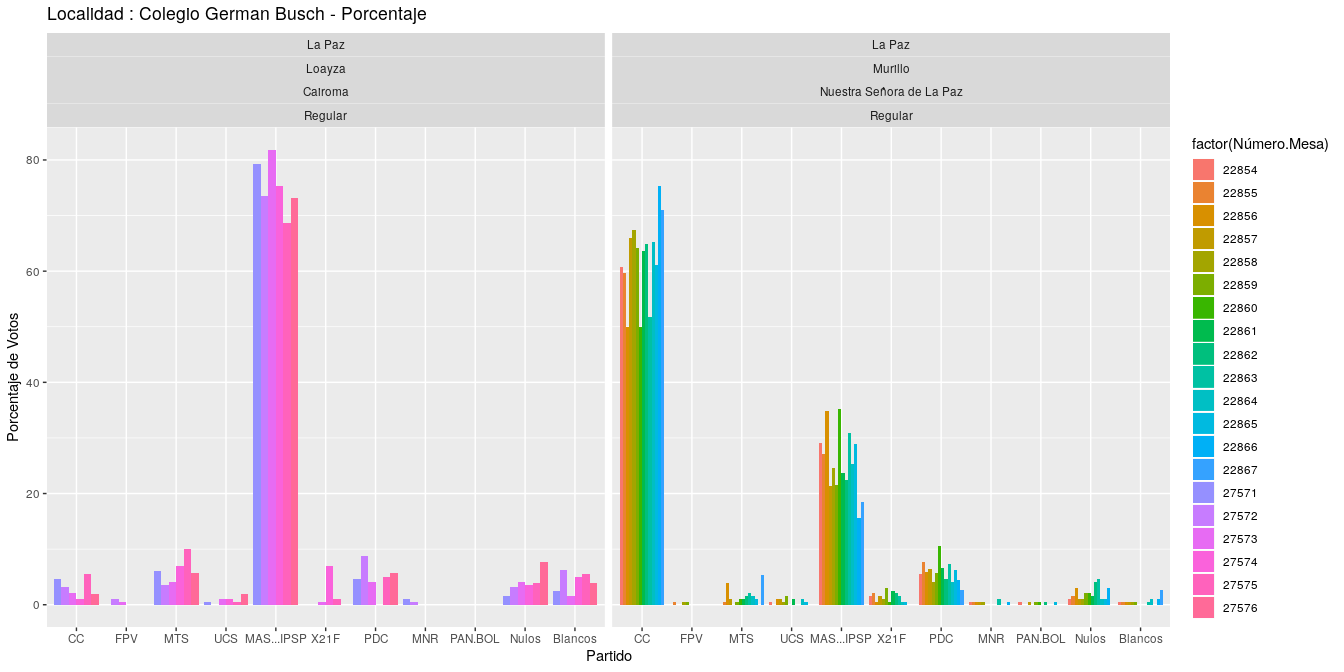 Localidad : Colegio German Busch - Porcentaje
La Paz
Loayza
Cairoma
Regular
La Paz
Murillo
Nuestra Señora de La Paz
Regular
Porcentaje de Votos
80
60
40
20
0
CC FPV MTS UCS MAS...IPSP X21F PDC MNR PAN.BOL Nulos Blancos
CC FPV MTS UCS MAS...IPSP X21F PDC MNR PAN.BOL Nulos Blancos
Partido
factor(Número.Mesa)
22854
22855
22856
22857
22858
22859
22860
22861
22862
22863
22864
22865
22866
22867
27571
27572
27573
27574
27575
27576